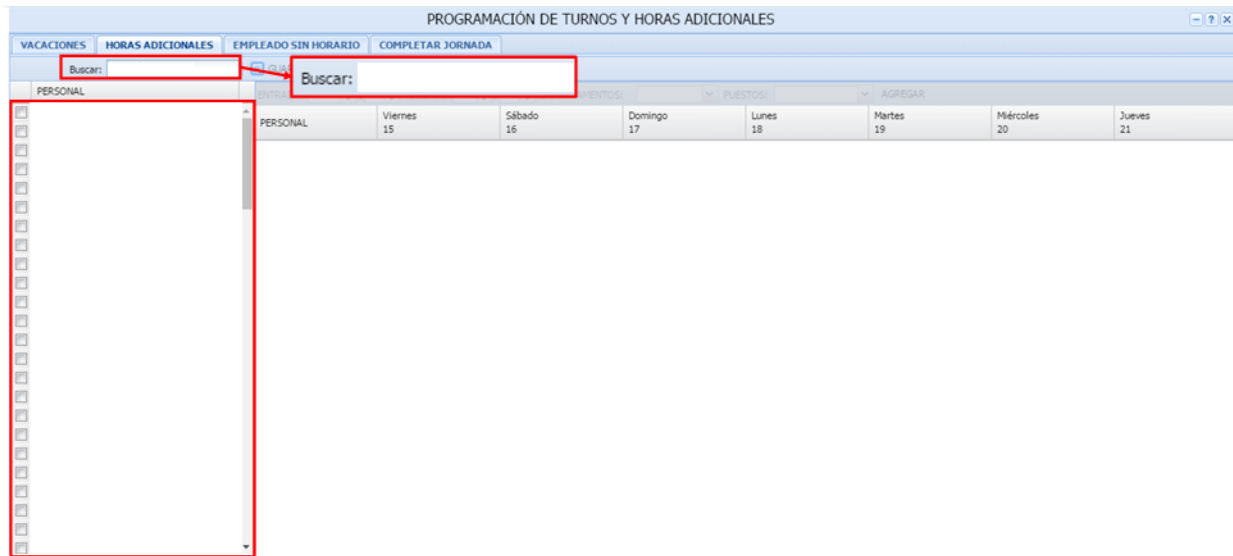 PROGRAMACIÓN DE TURNOS Y HORAS ADICIONALES
VACACIONES HORAS ADICIONALES EMPLEADO SIN HORARIO COMPLETAR JORNADA
Buscar:
Buscar:
PERSONAL
PUESTOS: AGREGAR
PERSONAL Viernes Sábado Domingo Lunes Martes Miércoles Jueves
15 16 17 18 19 20 21